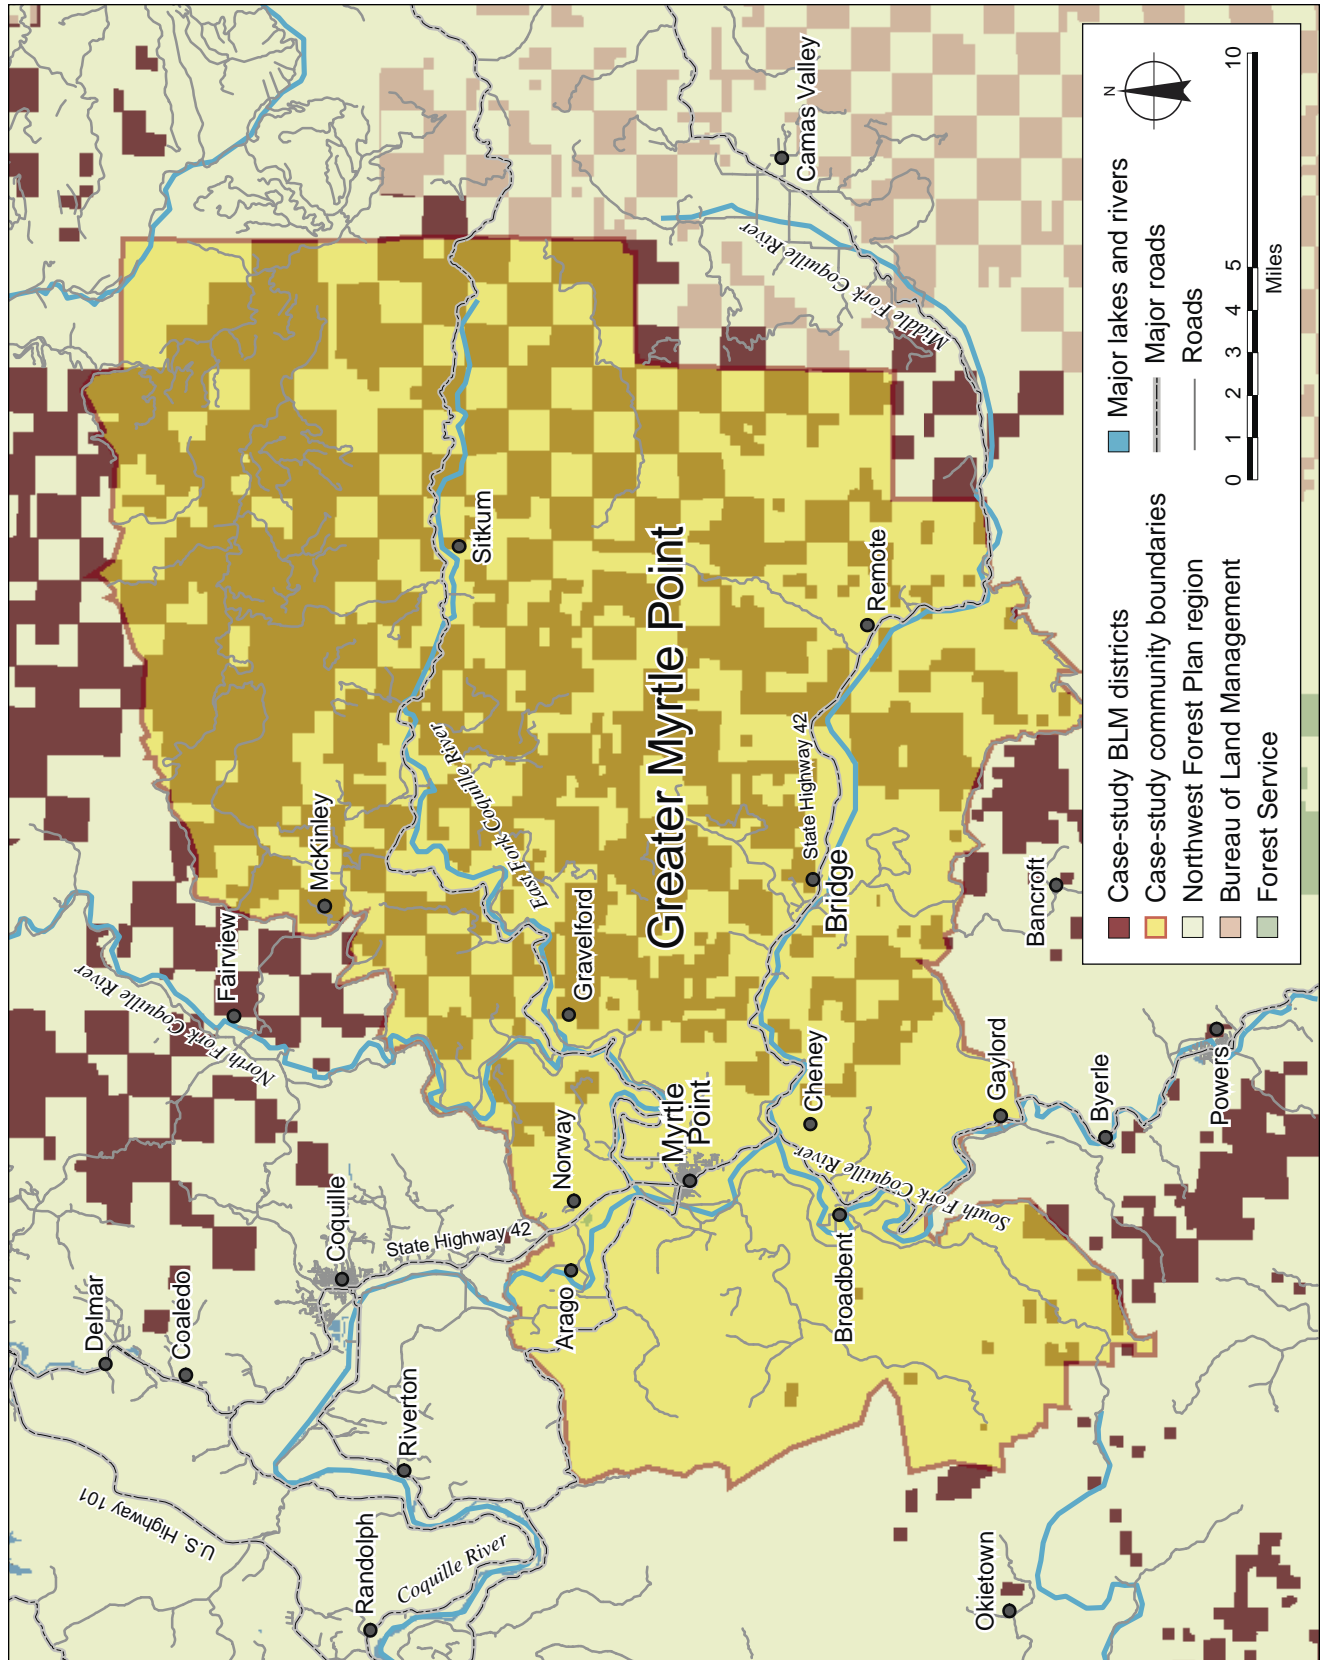 Delmar
Coaledo
Fairview
North Fork Coquille River
McKinley
Coquille
State Highway 42
U.S. Highway 101
Riverton
Randolph
Coquille River
Sitkum
East Fork Coquille River
Gravelford
Norway
Arago
Greater Myrtle Point
Myrtle
Point
Camas Valley
Middle Fork Coquille River
Remote
State Highway 42
Bridge
Cheney
South Fork Coquille River
Broadbent
Gaylord
Bancroft
Byerle
Powers
Okietown
Case-study BLM districts
Case-study community boundaries
Northwest Forest Plan region
Bureau of Land Management
Forest Service
Major lakes and rivers
Major roads
Roads
N
0 1 2 3 4 5 10
Miles